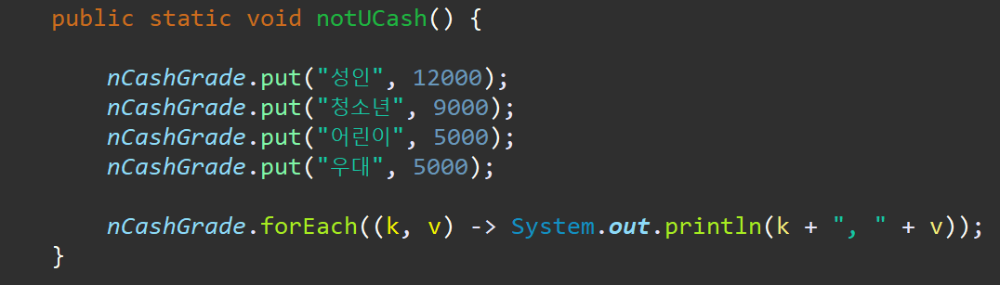 public static void notUCash() {
nCashGrade.put("성인", 12000);
nCashGrade.put("청소년", 9000);
nCashGrade.put("어린이", 5000);
nCashGrade.put("우대", 5000);
nCashGrade.forEach((k, v) -> System.out.println(k + ", " + v));
}